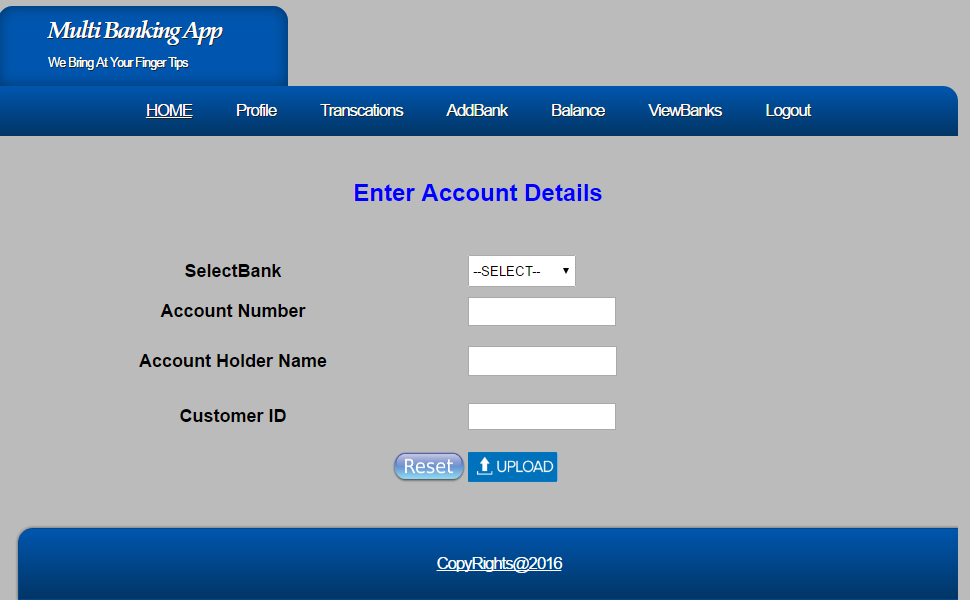 Multi Banking App
We Bring At Your Finger Tips
HOME Profile Transcations AddBank Balance ViewBanks Logout
Enter Account Details
SelectBank --SELECT--
Account Number
Account Holder Name
Customer ID
Reset UPLOAD
CopyRights@2016